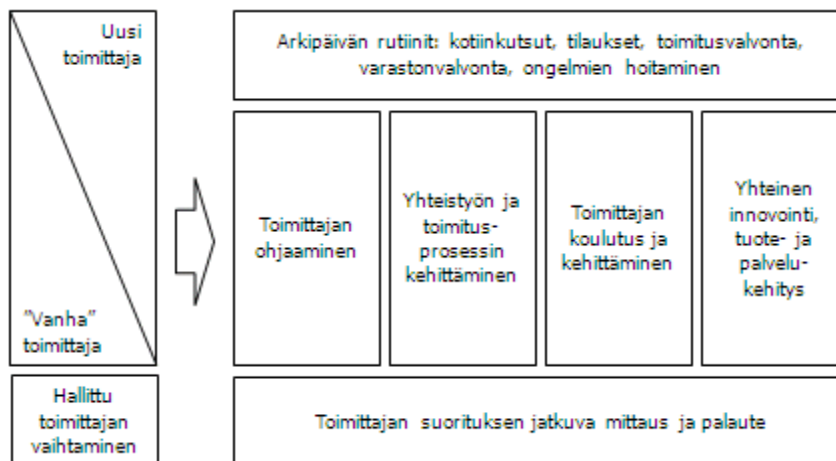 Uusi
toimittaja
"Vanha"
toimittaja
Hallittu
toimittajan
vaihtaminen
Arkipäivän rutiinit: kotiinkutsut, tilaukset, toimitusvalvonta,
varastonvalvonta, ongelmien hoitaminen
Toimittajan
ohjaaminen
Yhteistyön ja
toimitus-
prosessin
kehittäminen
Toimittajan
koulutus ja
kehittäminen
Yhteinen
innovointi,
tuote- ja
palvelu-
kehitys
Toimittajan suorituksen jatkuva mittaus ja palaute